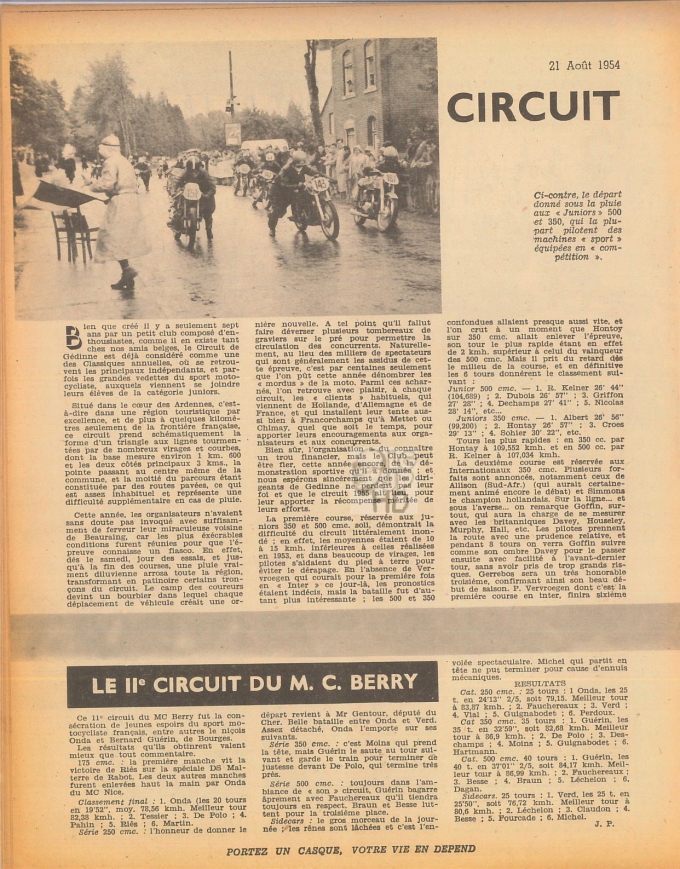 21 Août 1954
CIRCUIT
Ci-contre, le départ
donné sous la pluie
aux « Juniors » 500
et 350, qui la plu-
part pilotent des
machines « sport »
équipées en « com-
pétition ».
Bien que créé il y a seulement sept
ans par un petit club composé d'en-
thousiastes, comme il en existe tant
chez nos amis belges, le Circuit de
Gédinne est déjà considéré comme une
des Classiques annuelles, où se retrou-
vent les principaux indépendants, et par-
fois les grandes vedettes du sport moto-
cycliste, auxquels viennent se joindre
leurs élèves de la catégorie juniors.
Situé dans le cœur des Ardennes, c'est-
à-dire dans une région touristique par
excellence, et de plus à quelques kilomè-
tres seulement de la frontière française,
ce circuit prend schématiquement la
forme d'un triangle aux lignes tourmen-
tées par de nombreux virages et courbes,
dont la base mesure environ 1 km. 600
et les deux côtés principaux 3 kms., la
pointe passant au centre même de la
commune, et la moitié du parcours étant
constituée par des routes pavées, ce qui
est assez inhabituel et représente une
difficulté supplémentaire en cas de pluie.
Cette année, les organisateurs n'avaient
sans doute pas invoqué avec suffisam-
ment de ferveur leur miraculeuse voisine
de Beauraing, car les plus exécrables
conditions furent réunies pour que l'é-
preuve connaisse un fiasco. En effet,
dès le samedi, jour des essais, et jus-
qu'à la fin des courses, une pluie vrai-
ment diluvienne arrosa toute la région,
transformant en patinoire certains tron-
çons du circuit. Le camp des coureurs
devint un bourbier dans lequel chaque
déplacement de véhicule créait une or-
nière nouvelle. A tel point qu'il fallut
faire déverser plusieurs tombereaux de
graviers sur le pré pour permettre la
circulation des concurrents. Naturelle-
ment, au lieu des milliers de spectateurs
qui sont généralement les assidus de cet-
te épreuve, c'est par centaines seulement
que l'on pût cette année dénombrer les
« mordus » de la moto. Parmi ces achar-
nés, l'on retrouve avec plaisir, à chaque
circuit, les « clients » habituels, qui
viennent de Hollande, d'Allemagne et de
France, et qui installent leur tente aus-
si bien à Francorchamps qu'à Mettet ou
Chimay, quel que soit le temps, pour
apporter leurs encouragements aux orga-
nisateurs et aux concurrents.
Bien sûr, l'organisation du connaître
un trou financier, mais le Club peut
être fier, cette année encore de la dé-
monstration sportive qu'il a donnée ; et
nous espérons sincèrement que les diri-
geants de Gedinne ne perdent pas leur
foi et que le circuit 1955 de juin, pour
leur apporter la récompense méritée de
leurs efforts.
La première course, réservée aux ju-
niors 350 et 500 cmc. allait démontrait la
difficulté du circuit littéralement inon-
dé ; en effet, les moyennes étaient de 10
à 15 kmh. inférieures à celles réalisées
en 1953, et dans beaucoup de virages, les
pilotes s'aidaient du pied à terre pour
éviter le dérapage. En l'absence de Ver-
vroegen qui courait pour la première fois
en « Inter » ce jour-là, les pronostics
étaient indécis, mais la bataille fut d'au-
tant plus intéressante ; les 500 et 350
confondues allaient presque aussi vite, et
l'on crut à un moment que Hontoy
sur 350 cmc. allait enlever l'épreuve,
son tour le plus rapide étant en effet
de 2 kmh. supérieur à celui du vainqueur
des 500 cmc. Mais il prit du retard dès
le milieu de la course, et en définitive
les 6 tours donnèrent le classement sui-
vant :
Junior 500 cmc. — 1. R. Keiner 26' 44"
(104,689) ; 2. Dubois 26' 57" ; 3. Griffon
27' 28" ; 4. Dechamps 27' 41" ; 5. Nicolas
28' 14", etc...
Juniors 350 cmc. — 1. Albert 26' 56"
(99,200) ; 2. Hontay 26' 57" ; 3. Croes
29' 13" ; 4. Sohler 30' 22", etc.
Tours les plus rapides : en 350 cc. par
Hontay à 109,552 kmh. et en 500 cc. par
R. Kelner à 107,034 kmh.
La deuxième course est réservée aux
Internationaux 350 cmc. Plusieurs for-
faits sont annoncés, notamment ceux de
Allison (Sud-Afr.) (qui aurait certaine-
ment animé encore le débat) et Simmons
le champion hollandais. Sur la ligne... et
sous l'averse... on remarque Goffin, sur-
tout, qui aura la charge de se mesurer
avec les britanniques Davey, Houseley,
Murphy, Hall, etc. Les pilotes prennent
la route avec une prudence relative, et
pendant 8 tours on verra Goffin suivre
comme son ombre Davey pour le passer
ensuite avec facilité à l'avant-dernier
tour, sans avoir pris de trop grands ris-
ques. Gerrebos sera un très honorable
troisième, confirmant ainsi son beau dé-
but de saison. P. Vervroegen dont c'est la
première course en inter, finira sixième
LE IIe CIRCUIT DU M. C. BERRY
Ce 11e circuit du MC Berry fut la con-
sécration de jeunes espoirs du sport mo-
tocycliste français, entre autres le niçois
Onda et Bernard Guérin, de Bourges.
Les résultats qu'ils obtinrent valent
mieux que tout commentaire.
175 cmc. : la première manche vit la
victoire de Riés sur la spéciale DS Mal-
terre de Rabot. Les deux autres manches
furent enlevées haut la main par Onda
du MC Nice.
Classement final : 1. Onda (les 20 tours
en 19'52", moy. 78,56 kmh. Meilleur tour
82,38 kmh. ; 2. Tessier ; 3. De Polo ; 4.
Pahin ; 5. Riès ; 6. Martin.
Série 250 cmc. : l'honneur de donner le
départ revient à Mr Gentour, député du
Cher. Belle bataille entre Onda et Verd.
Assez détaché, Onda l'emporte sur ses
suivants.
Série 350 cmc. : c'est Moins qui prend
la tête, mais Guérin le saute au tour sui-
vant et garde le train pour terminer de
justesse devant De Polo, qui termine très
près.
Série 500 cmc. : toujours dans l'am-
biance de « son » circuit, Guérin bagarre
âprement avec Fauchereaux qu'il tiendra
toujours en respect. Braun et Besse lut-
tent pour la troisième place.
Sidecars : le gros morceau de la jour-
née : les rênes sont lâchées et c'est l'en-
volée spectaculaire. Michel qui partit en
tête ne put terminer pour cause d'ennuis
mécaniques.
RESULTATS
Cat. 250 cmc. : 25 tours : 1 Onda, les 25
t. en 24'13" 2/5, soit 79,15. Meilleur tour
à 83,87 kmh. ; 2. Fauchereaux ; 3. Verd
; 4. Vial ; 5. Guignabodet ; 6. Perdoux.
Cat 350 cmc. 35 tours : 1. Guérin, les
35 t. en 32'59", soit 82,68 kmh. Meilleur
tour à 86,9 kmh. ; 2. De Polo ; 3. Des-
champs ; 4. Moins ; 5. Guignabodet ; 6.
Hartmann.
Cat. 500 cmc. 40 tours : 1. Guérin, les
40 t. en 37'01" 2/5, soit 84,17 kmh. Meil-
leur tour à 86,99 kmh. ; 2. Fauchereux ;
3. Besse ; 4. Braun ; 5. Léchelon ; 6.
Dagan.
Sidecars. 25 tours : 1. Verd, les 25 t. en
25'50", soit 76,72 kmh. Meilleur tour à
80,6 kmh. ; 2. Léchelon ; 3. Claudon ; 4.
Besse ; 5. Fourcade ; 6. Michel.
J. P.
PORTEZ UN CASQUE, VOTRE VIE EN DEPEND